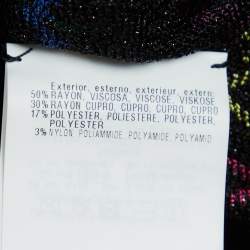 Exterior, esterno, exterieur, extern:
50% RAYON, VISCOSA, VISCOSE, VISKOSE
30% RAYON CUPRO, CUPRO, CUPRO, CUPRO
17% POLYESTER, POLIESTERE, POLYESTER,
POLYESTER
3% NYLON, POLIAMMIDE, POLYAMIDE, POLYAMID